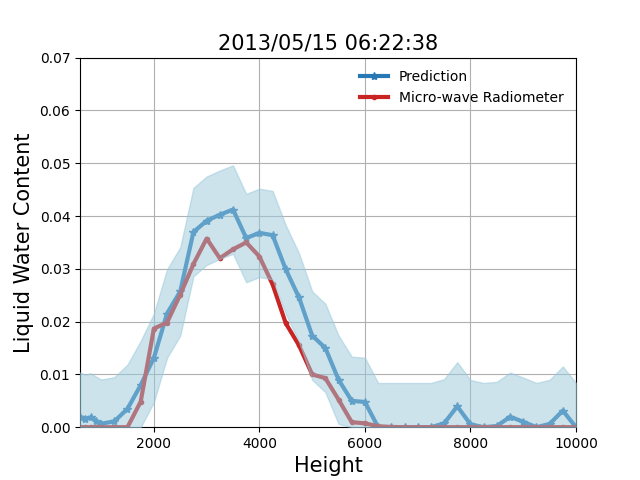 2013/05/15 06:22:38
Prediction
Micro-wave Radiometer
Liquid Water Content
0.07
0.06
0.05
0.04
0.03
0.02
0.01
0.00
2000 4000 6000 8000 10000
Height